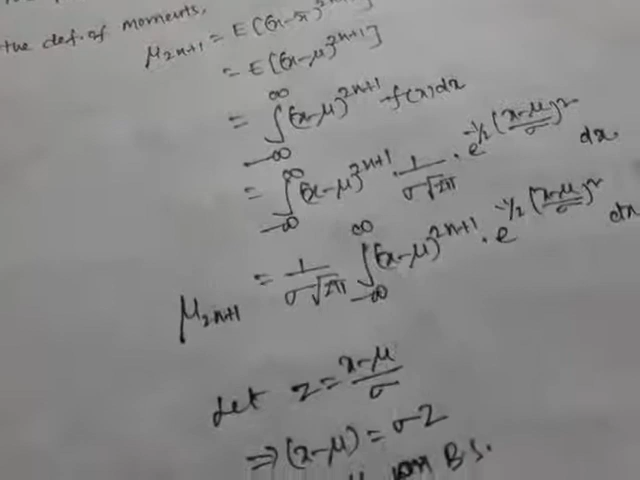 the def. of moments,
μ₂ₙ₊₁ = E[(x-x̄)²ⁿ⁺¹]
= E[(x-μ)²ⁿ⁺¹]
= ∫_{-∞}^{∞} (x-μ)²ⁿ⁺¹ f(x)dx
= ∫_{-∞}^{∞} (x-μ)²ⁿ⁺¹ · 1/(σ√2π) · e^{-1/2 ((x-μ)/σ)²} dx.
μ₂ₙ₊₁ = 1/(σ√2π) ∫_{-∞}^{∞} (x-μ)²ⁿ⁺¹ · e^{-1/2 ((x-μ)/σ)²} dx
Let z = (x-μ)/σ
⇒ (x-μ) = σz
B.S.